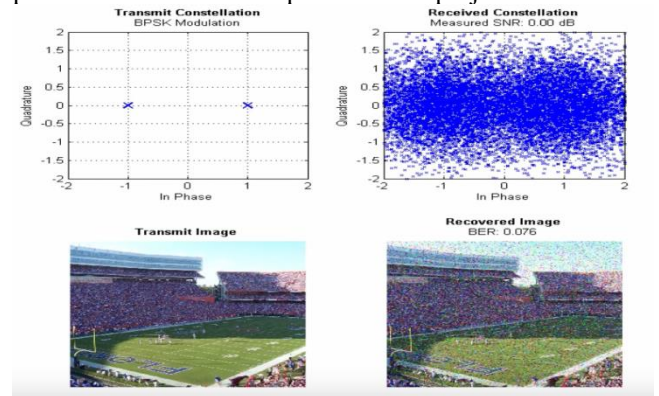 Transmit Constellation
BPSK Modulation
2
1.5
1
0.5
0
-0.5
-1
-1.5
-2
Quadrature
-2
-1
0
1
2
In Phase
Received Constellation
Measured SNR: 0.00 dB
2
1.5
1
0.5
0
-0.5
-1
-1.5
-2
Quadrature
-2
-1
0
1
2
In Phase
Transmit Image
Recovered Image
BER: 0.076